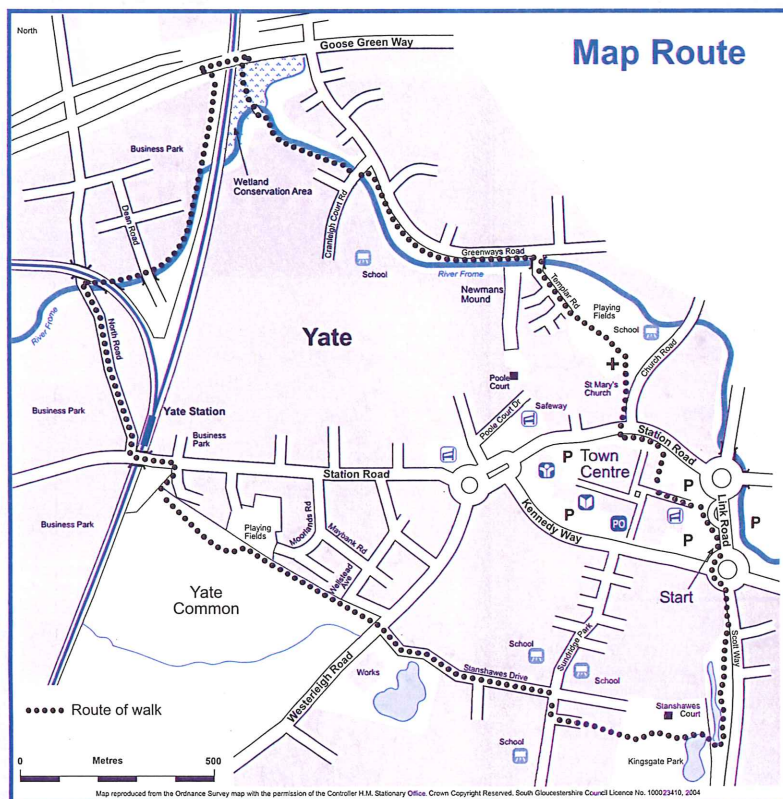 North
Goose Green Way
Map Route
Business Park
Wetland
Conservation Area
Dean Road
Cranleigh Court Rd
School
Greenways Road
River Frome
Newmans
Mound
Templar Rd
Playing
Fields
School
River Frome
North Road
Yate
St Mary's
Church
Church Road
Poole
Court
Business Park
Yate Station
Poole Court Dr
Safeway
Business
Park
Station Road
Station Road
Town
Centre
P
P
P
P
P
PO
Link Road
Kennedy Way
Business Park
Playing
Fields
Moorlands Rd
Maybank Rd
Wellstead
Ave
Yate
Common
Start
Scott Way
Sundridge Park
School
School
Westerleigh Road
Works
Stanshawes Drive
Stanshawes
Court
Route of walk
School
Kingsgate Park
0 Metres 500
Map reproduced from the Ordnance Survey map with the permission of the Controller H.M. Stationary Office. Crown Copyright Reserved, South Gloucestershire Council Licence No. 100023410, 2004